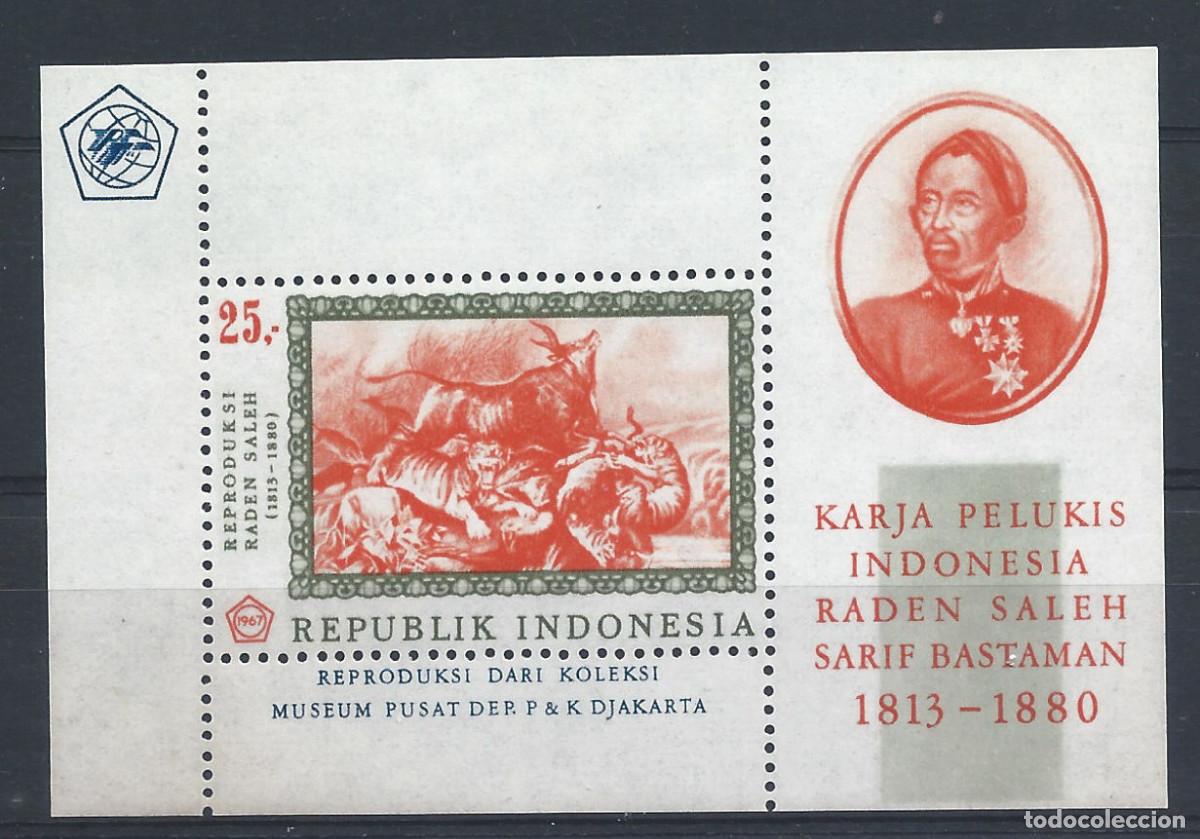 25,-
REPRODUKSI
RADEN SALEH
(1813-1880)
1967
REPUBLIK INDONESIA
REPRODUKSI DARI KOLEKSI
MUSEUM PUSAT DEP. P & K DJAKARTA
KARJA PELUKIS
INDONESIA
RADEN SALEH
SARIF BASTAMAN
1813 - 1880
todocoleccion